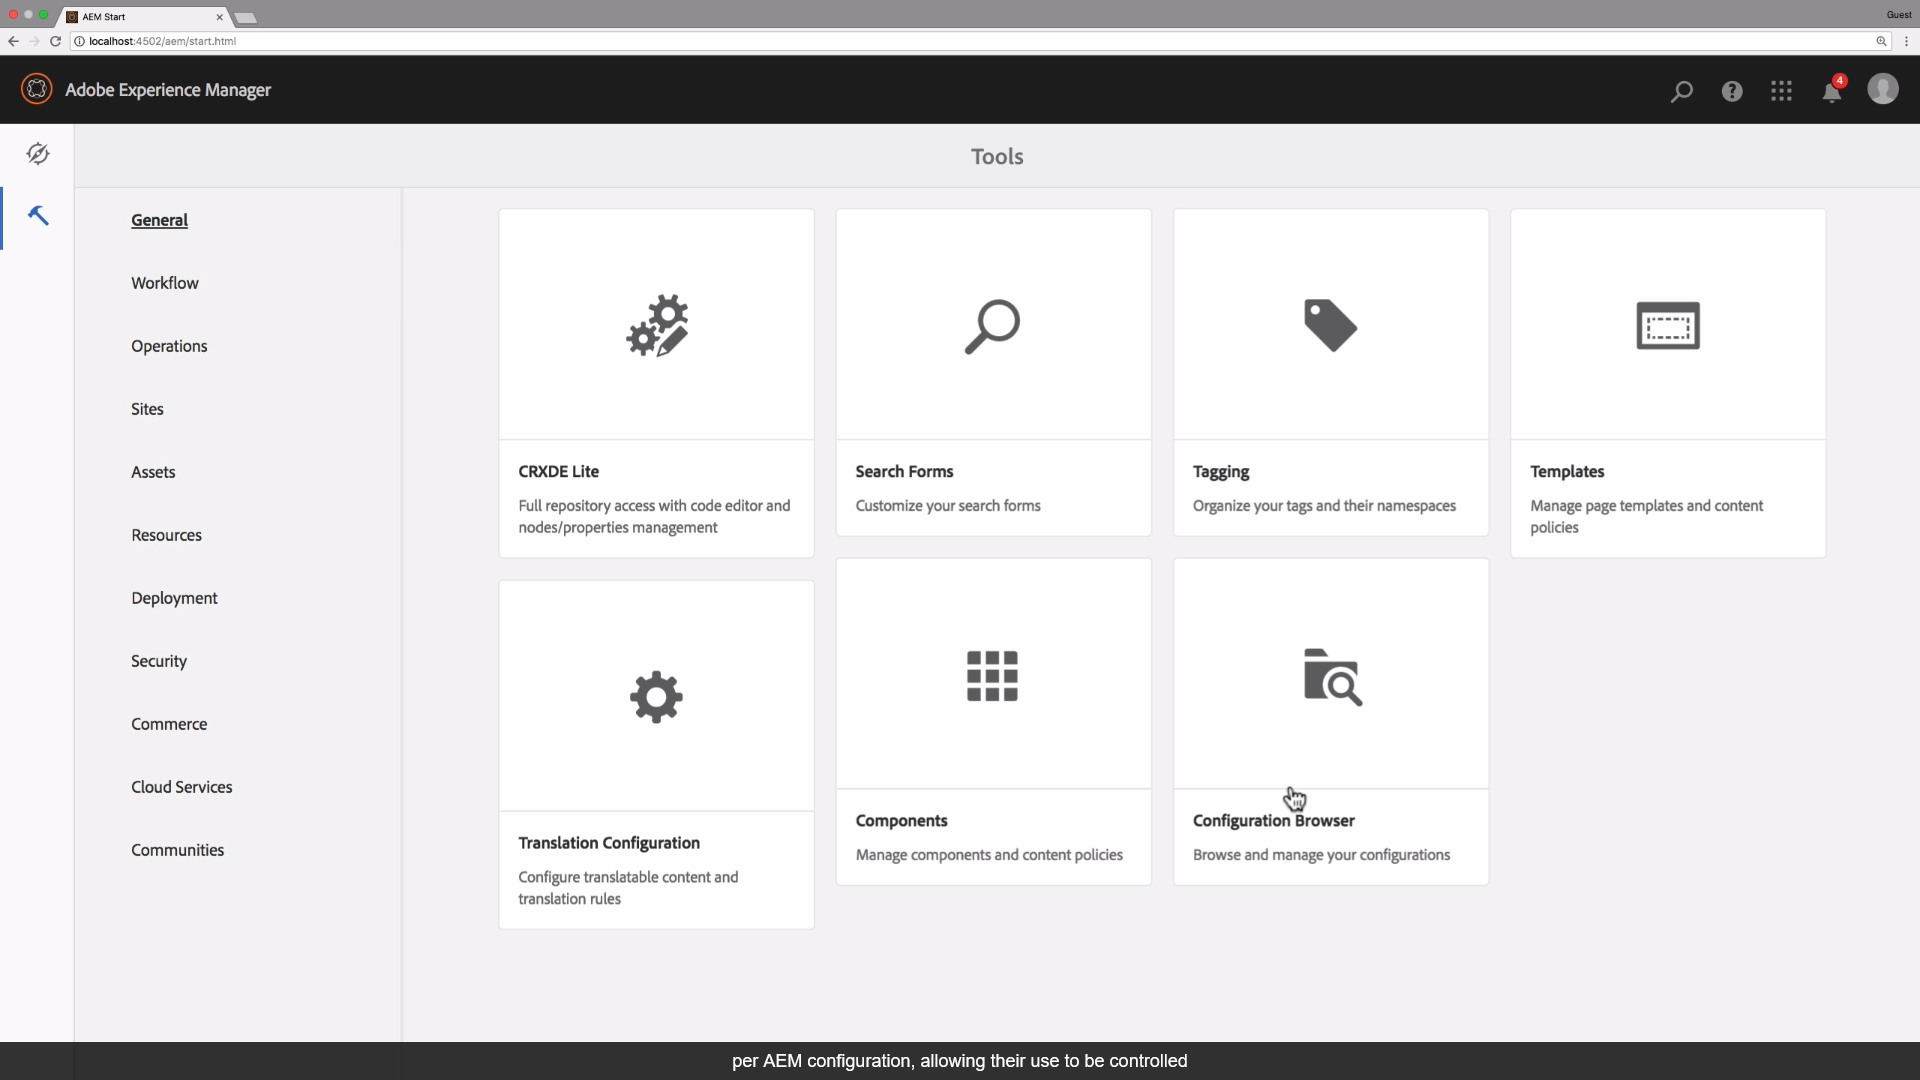 AEM Start
Guest
localhost:4502/aem/start.html
Adobe Experience Manager
4
Tools
General
Workflow
Operations
Sites
Assets
Resources
Deployment
Security
Commerce
Cloud Services
Communities
CRXDE Lite
Full repository access with code editor and
nodes/properties management
Search Forms
Customize your search forms
Tagging
Organize your tags and their namespaces
Templates
Manage page templates and content
policies
Translation Configuration
Configure translatable content and
translation rules
Components
Manage components and content policies
Configuration Browser
Browse and manage your configurations
per AEM configuration, allowing their use to be controlled